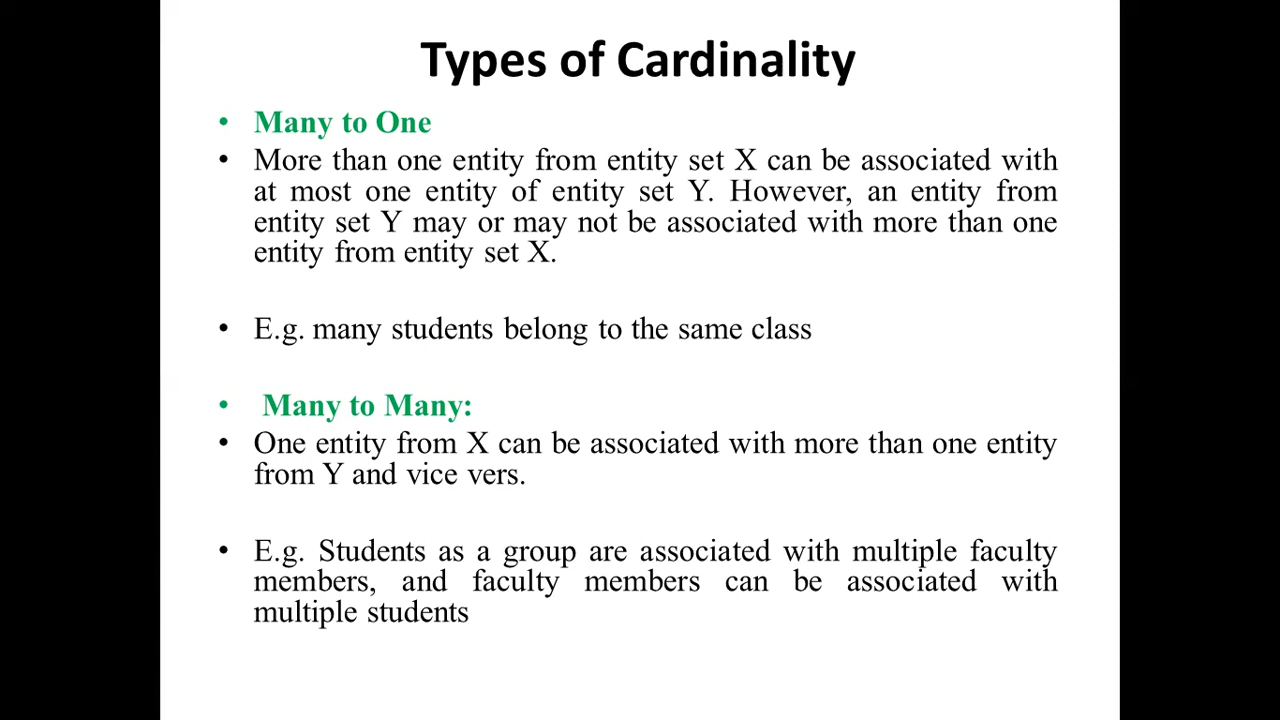 Types of Cardinality
• Many to One
• More than one entity from entity set X can be associated with
at most one entity of entity set Y. However, an entity from
entity set Y may or may not be associated with more than one
entity from entity set X.
• E.g. many students belong to the same class
• Many to Many:
• One entity from X can be associated with more than one entity
from Y and vice vers.
• E.g. Students as a group are associated with multiple faculty
members, and faculty members can be associated with
multiple students